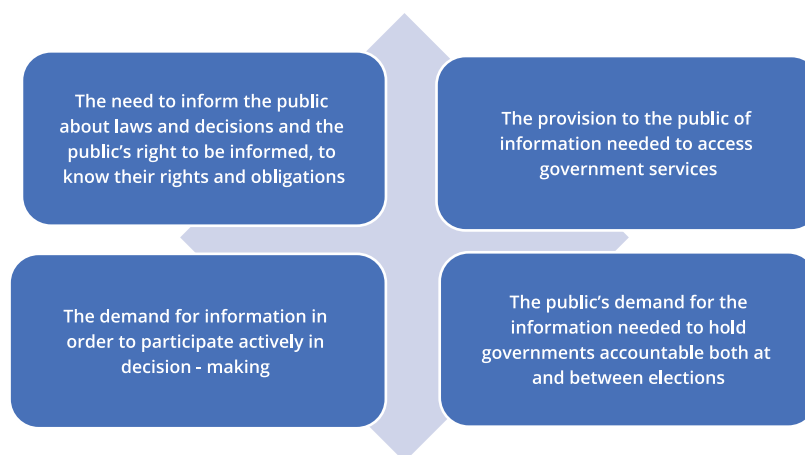 The need to inform the public
about laws and decisions and the
public's right to be informed, to
know their rights and obligations
The provision to the public of
information needed to access
government services
The demand for information in
order to participate actively in
decision - making
The public's demand for the
information needed to hold
governments accountable both at
and between elections